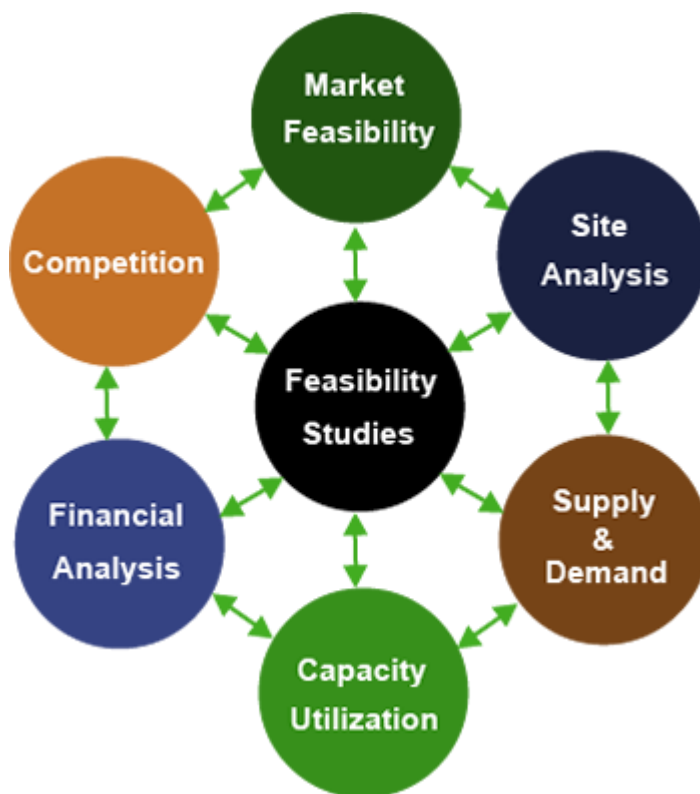 Market
Feasibility
Competition
Site
Analysis
Feasibility
Studies
Financial
Analysis
Supply
&
Demand
Capacity
Utilization